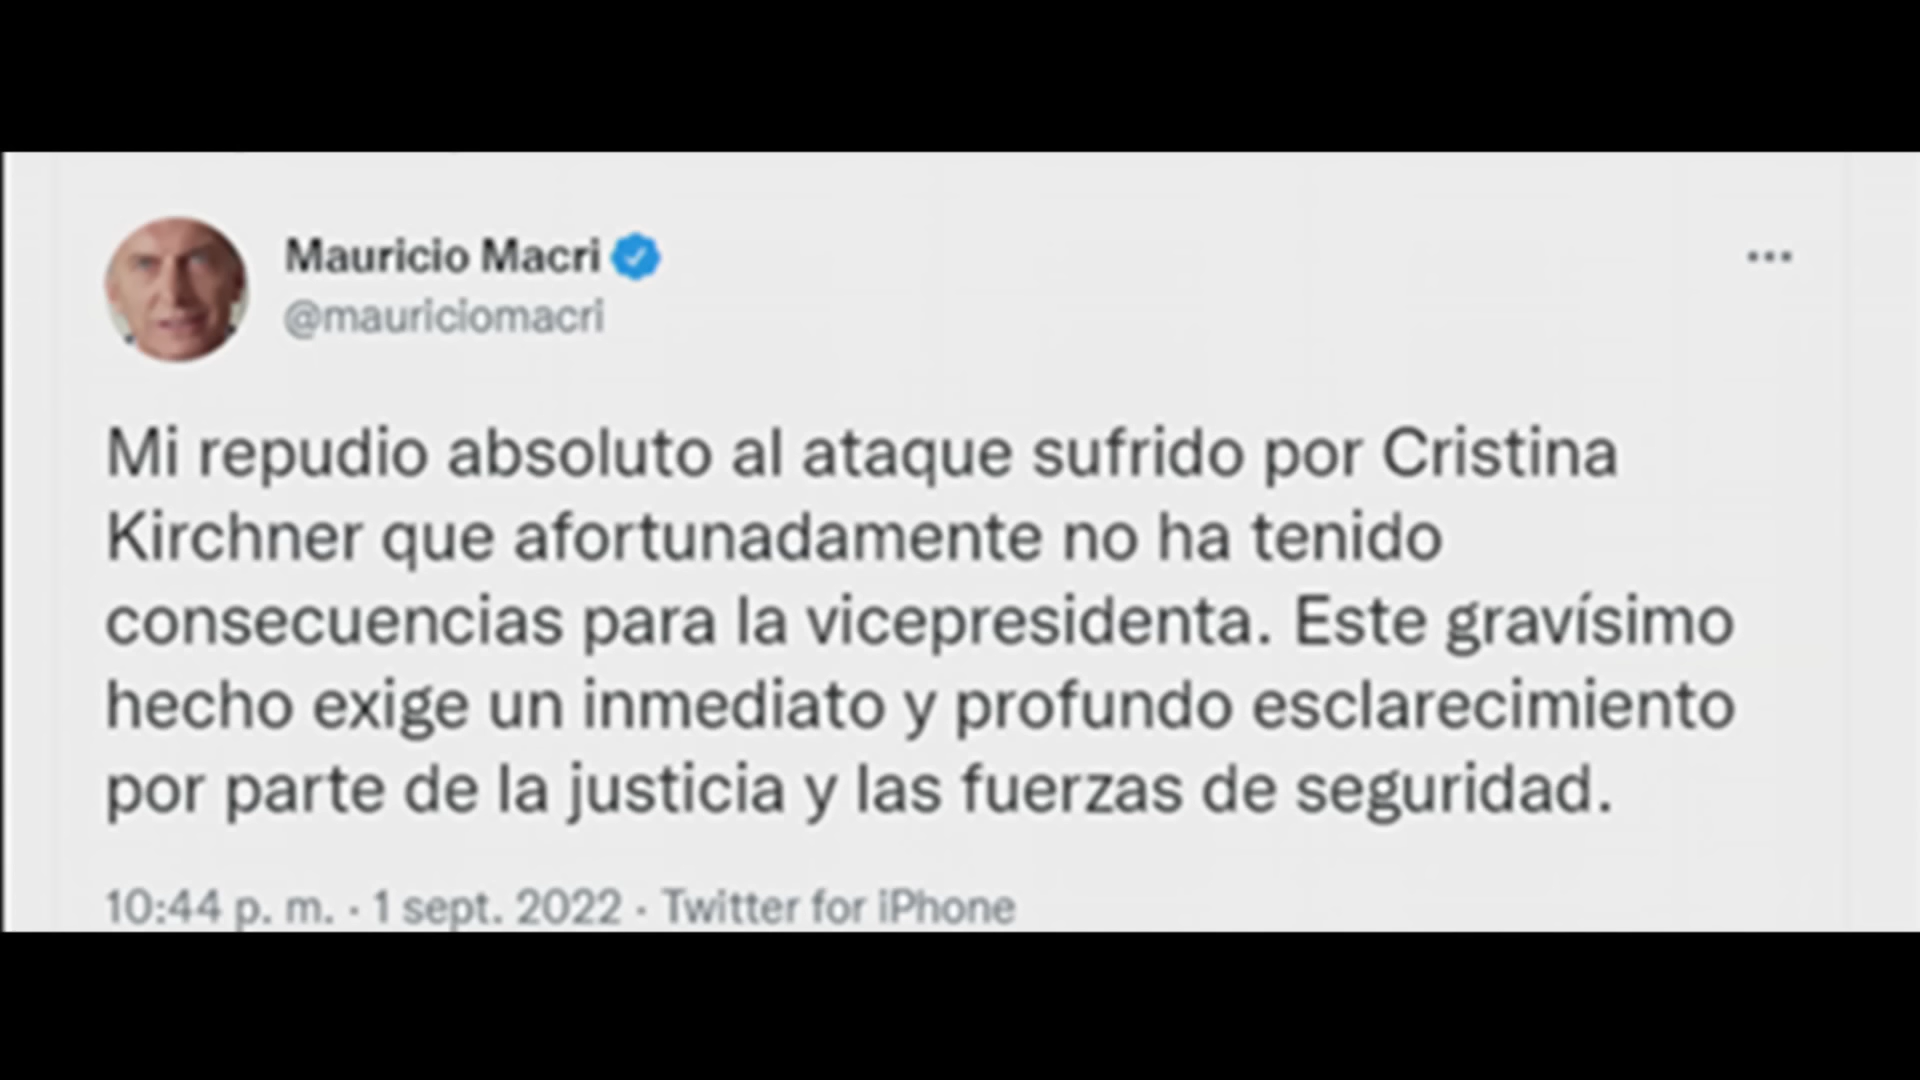 Mauricio Macri
@mauriciomacri
Mi repudio absoluto al ataque sufrido por Cristina
Kirchner que afortunadamente no ha tenido
consecuencias para la vicepresidenta. Este gravísimo
hecho exige un inmediato y profundo esclarecimiento
por parte de la justicia y las fuerzas de seguridad.
10:44 p. m. · 1 sept. 2022 · Twitter for iPhone